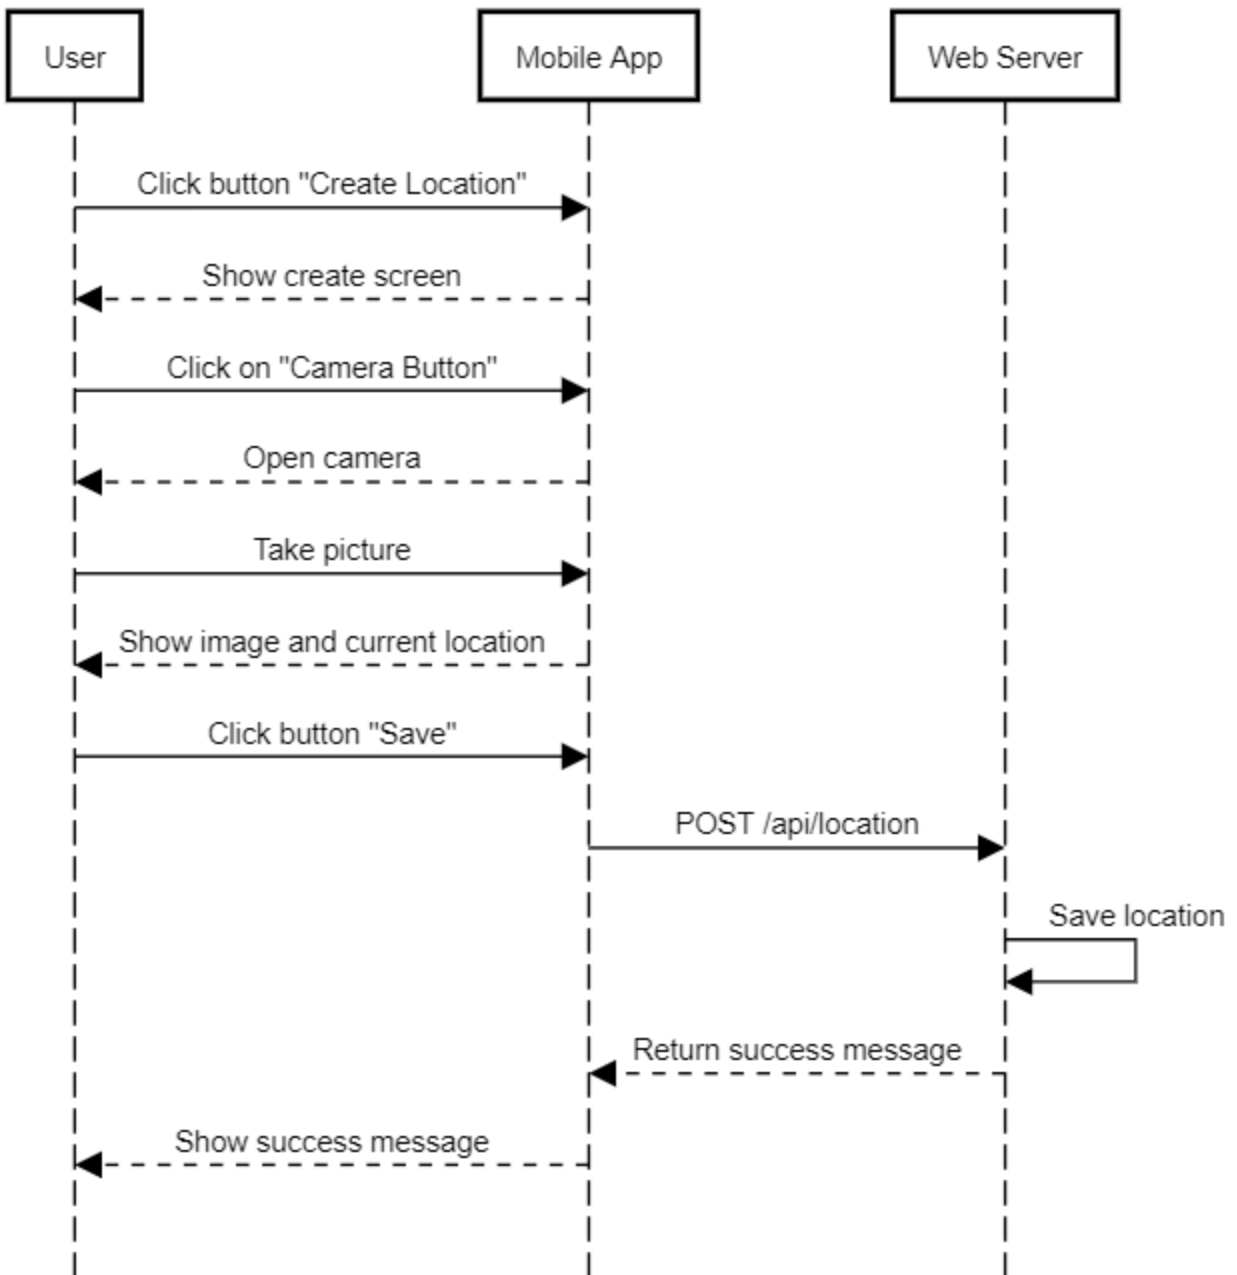 User
Mobile App
Web Server
Click button "Create Location"
Show create screen
Click on "Camera Button"
Open camera
Take picture
Show image and current location
Click button "Save"
POST /api/location
Save location
Return success message
Show success message